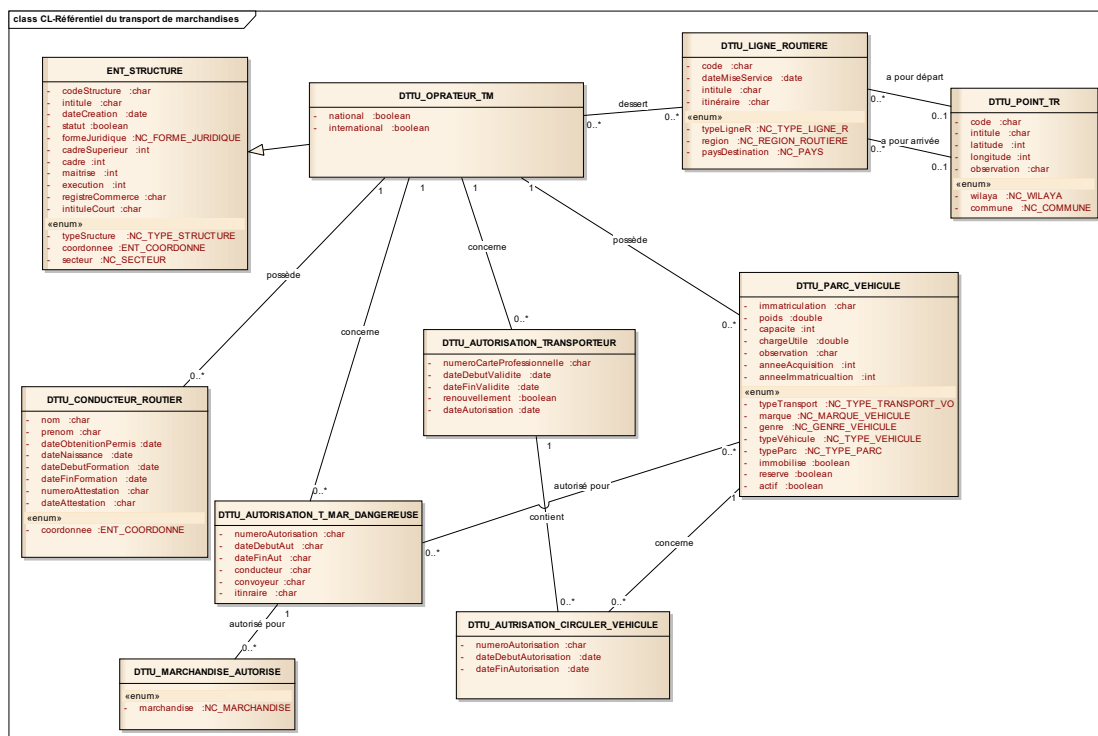 class CL-Référentiel du transport de marchandises
ENT_STRUCTURE
- codeStructure :char
- intitule :char
- dateCreation :date
- statut :boolean
- formeJuridique :NC_FORME_JURIDIQUE
- cadreSuperieur :int
- cadre :int
- maitrise :int
- execution :int
- registreCommerce :char
- intituleCourt :char
«enum»
- typeSructure :NC_TYPE_STRUCTURE
- coordonnee :ENT_COORDONNE
- secteur :NC_SECTEUR
DTTU_OPRATEUR_TM
- national :boolean
- international :boolean
dessert
0..*
0..*
DTTU_LIGNE_ROUTIERE
- code :char
- dateMiseService :date
- intitule :char
- itinéraire :char
«enum»
- typeLigneR :NC_TYPE_LIGNE_R
- region :NC_REGION_ROUTIERE
- paysDestination :NC_PAYS
a pour départ
0..*
0..1
a pour arrivée
0..*
0..1
DTTU_POINT_TR
- code :char
- intitule :char
- latitude :int
- longitude :int
- observation :char
«enum»
- wilaya :NC_WILAYA
- commune :NC_COMMUNE
1
1
1
1
possède
0..*
concerne
0..*
concerne
0..*
possède
0..*
DTTU_PARC_VEHICULE
- immatriculation :char
- poids :double
- capacite :int
- chargeUtile :double
- observation :char
- anneeAcquisition :int
- anneeImmatricualtion :int
«enum»
- typeTransport :NC_TYPE_TRANSPORT_VO
- marque :NC_MARQUE_VEHICULE
- genre :NC_GENRE_VEHICULE
- typeVéhicule :NC_TYPE_VEHICULE
- typeParc :NC_TYPE_PARC
- immobilise :boolean
- reserve :boolean
- actif :boolean
DTTU_AUTORISATION_TRANSPORTEUR
- numeroCarteProfessionnelle :char
- dateDebutValidite :date
- dateFinValidite :date
- renouvellement :boolean
- dateAutorisation :date
DTTU_CONDUCTEUR_ROUTIER
- nom :char
- prenom :char
- dateObtenitionPermis :date
- dateNaissance :date
- dateDebutFormation :date
- dateFinFormation :date
- numeroAttestation :char
- dateAttestation :char
«enum»
- coordonnee :ENT_COORDONNE
DTTU_AUTORISATION_T_MAR_DANGEREUSE
- numeroAutorisation :char
- dateDebutAut :char
- dateFinAut :char
- conducteur :char
- convoyeur :char
- itinraire :char
autorisé pour
0..*
0..*
1
contient
0..*
1
concerne
0..*
1
autorisé pour
0..*
DTTU_AUTRISATION_CIRCULER_VEHICULE
- numeroAutorisation :char
- dateDebutAutorisation :date
- dateFinAutorisation :date
DTTU_MARCHANDISE_AUTORISE
«enum»
- marchandise :NC_MARCHANDISE